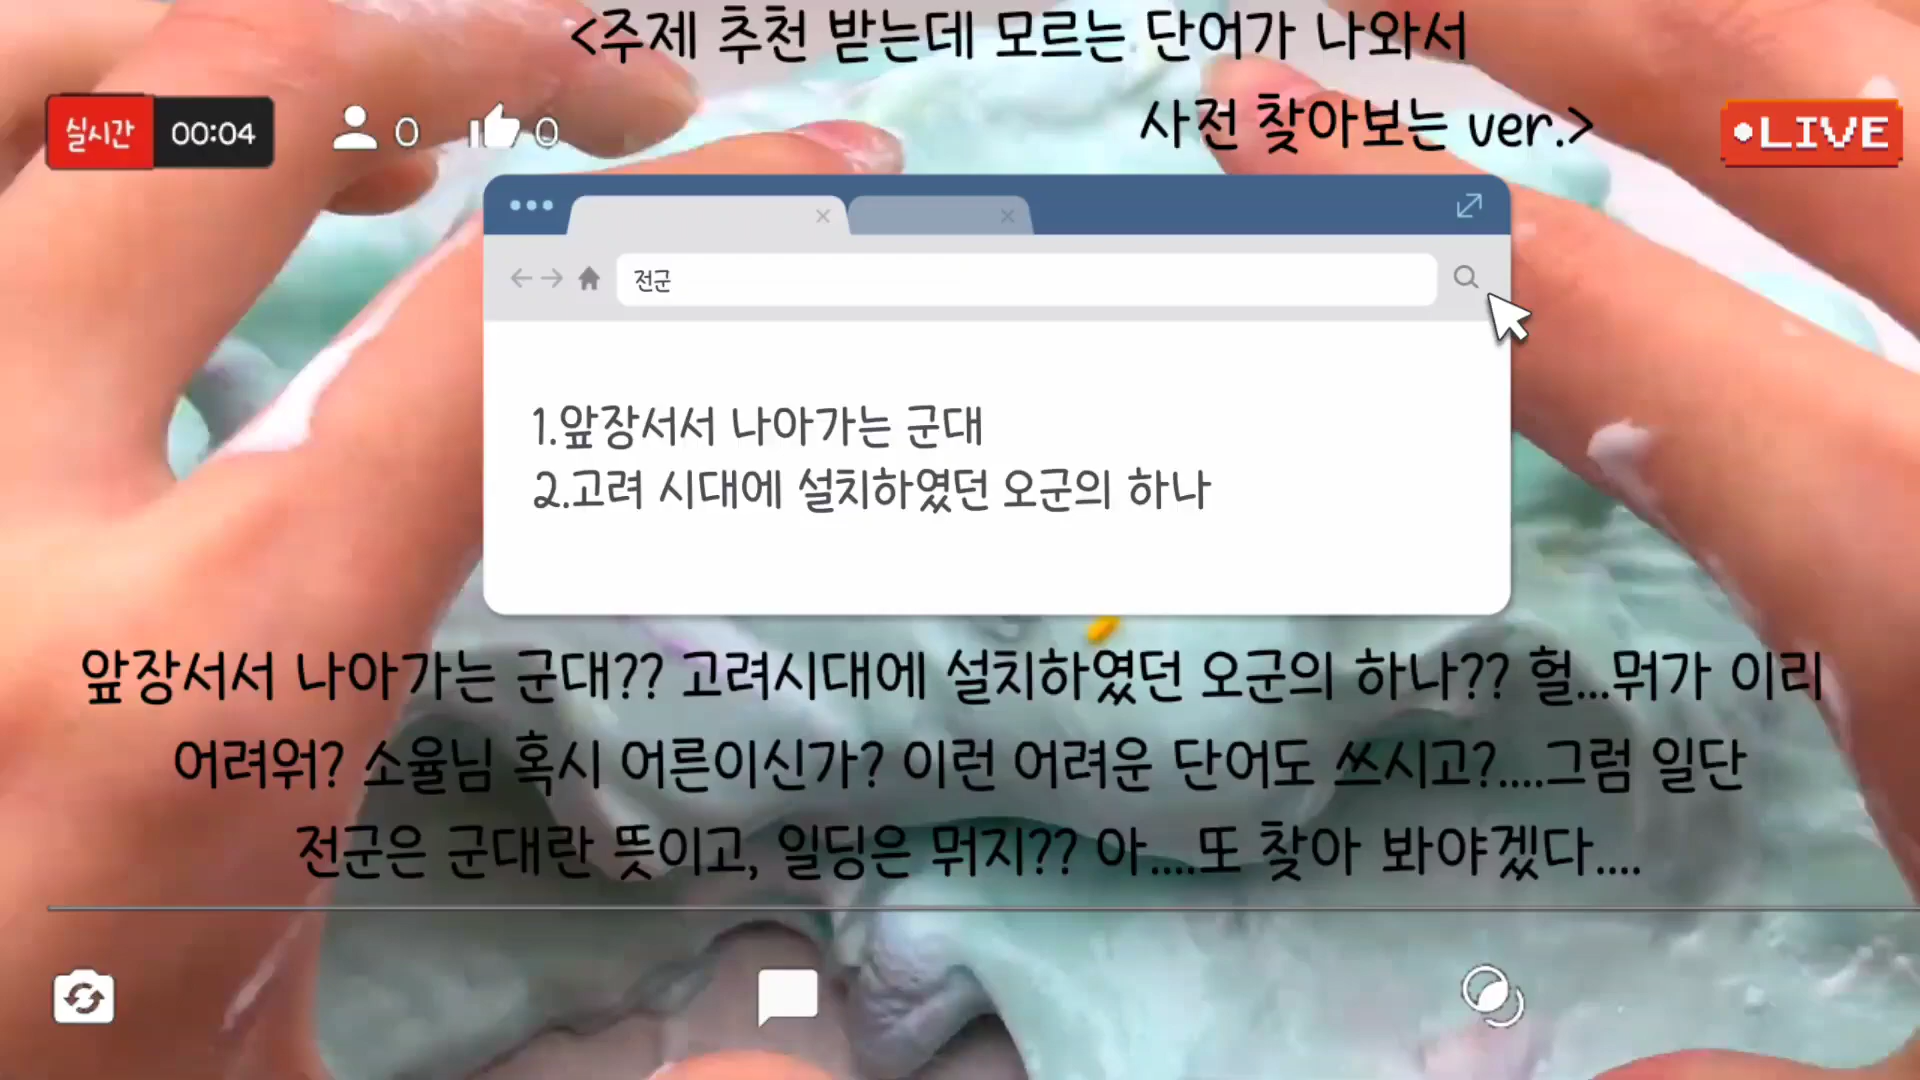 <주제 추천 받는데 모르는 단어가 나와서
사전 찾아보는 ver.>
실시간 00:04 0 0
LIVE
전군
1.앞장서서 나아가는 군대
2.고려 시대에 설치하였던 오군의 하나
앞장서서 나아가는 군대?? 고려시대에 설치하였던 오군의 하나?? 헐...뭐가 이리
어려워? 소율님 혹시 어른이신가? 이런 어려운 단어도 쓰시고?....그럼 일단
전군은 군대란 뜻이고, 일딩은 뭐지?? 아....또 찾아 봐야겠다....